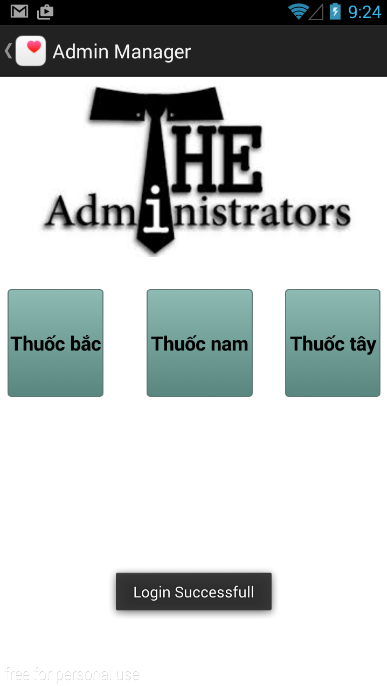 9:24
Admin Manager
THE
Administrators
Thuốc bắc
Thuốc nam
Thuốc tây
Login Successfull
free for personal use